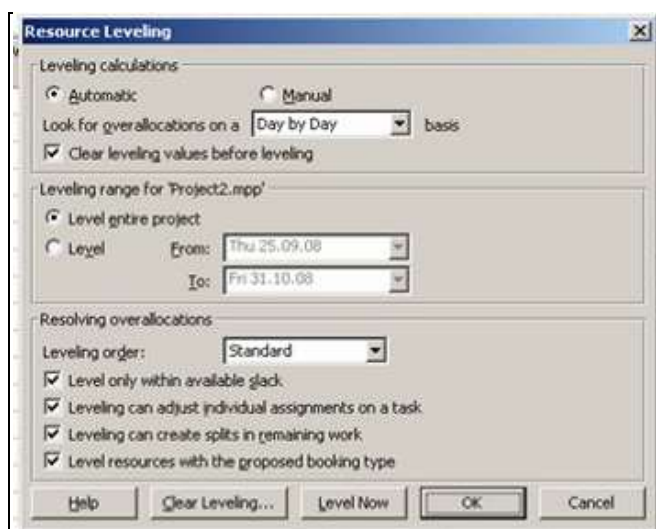 Resource Leveling
Leveling calculations
Automatic Manual
Look for overallocations on a Day by Day basis
Clear leveling values before leveling
Leveling range for 'Project2.mpp'
Level entire project
Level From: Thu 25.09.08
To: Fri 31.10.08
Resolving overallocations
Leveling order: Standard
Level only within available slack
Leveling can adjust individual assignments on a task
Leveling can create splits in remaining work
Level resources with the proposed booking type
Help Clear Leveling... Level Now OK Cancel